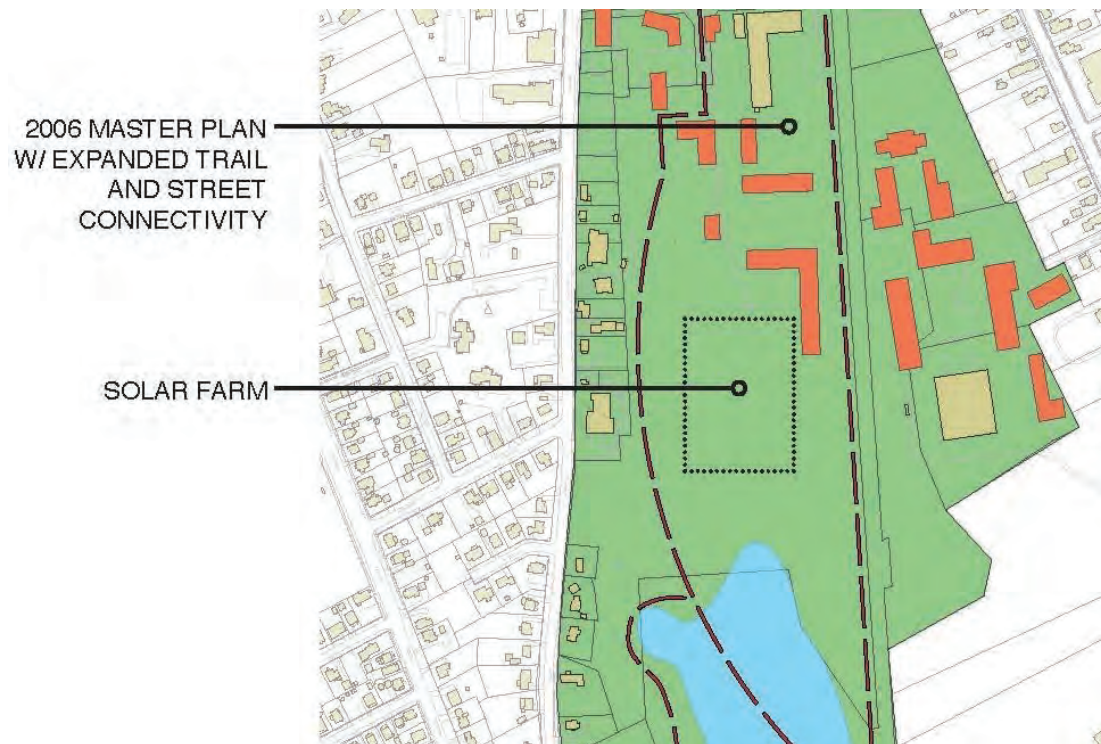 2006 MASTER PLAN
W/ EXPANDED TRAIL
AND STREET
CONNECTIVITY
SOLAR FARM